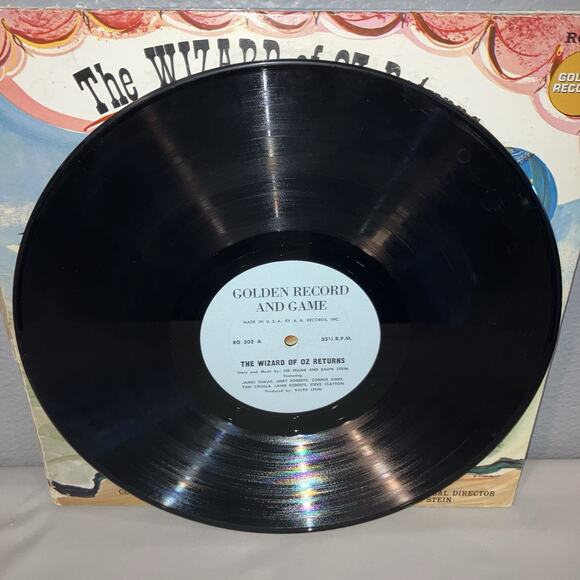 The WIZARD of OZ
GOLDEN RECORD
AND GAME
MADE IN U.S.A. BY A. A. RECORDS, INC.
RG 502 A 33⅓ R.P.M.
THE WIZARD OF OZ RETURNS
Story and Music by: SID FRANK AND RALPH STEIN
Featuring
JAMES DUKAS, JERRY ROBERTS, CONNIE ZIMET,
TOM CIPOLLA, LAINE ROBERTS, STEVE CLAYTON
Produced by: RALPH STEIN
DIRECTOR
STEIN